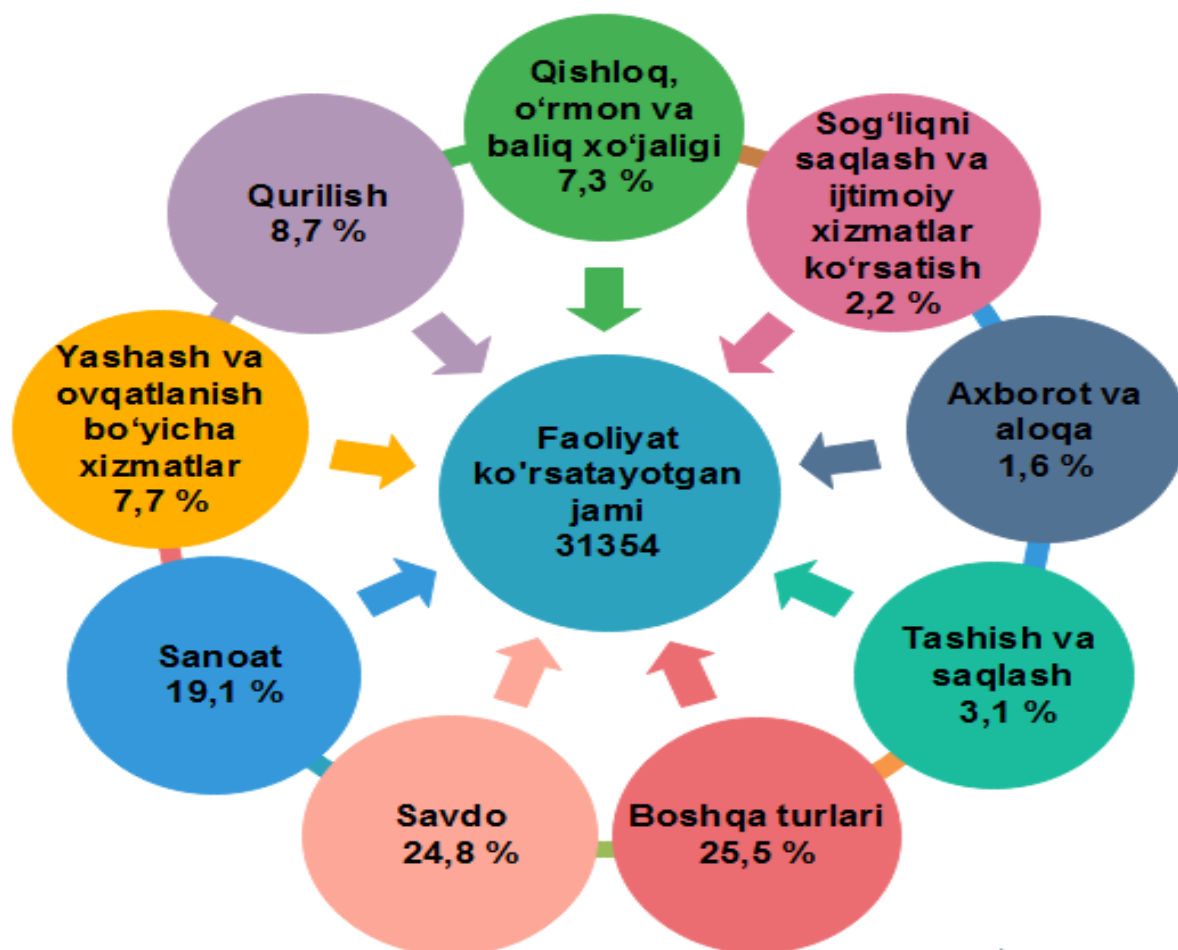 Qishloq,
o‘rmon va
baliq xo‘jaligi
7,3 %
Sog‘liqni
saqlash va
ijtimoiy
xizmatlar
ko‘rsatish
2,2 %
Axborot va
aloqa
1,6 %
Tashish va
saqlash
3,1 %
Boshqa turlari
25,5 %
Savdo
24,8 %
Sanoat
19,1 %
Yashash va
ovqatlanish
bo‘yicha
xizmatlar
7,7 %
Qurilish
8,7 %
Faoliyat
ko'rsatayotgan
jami
31354